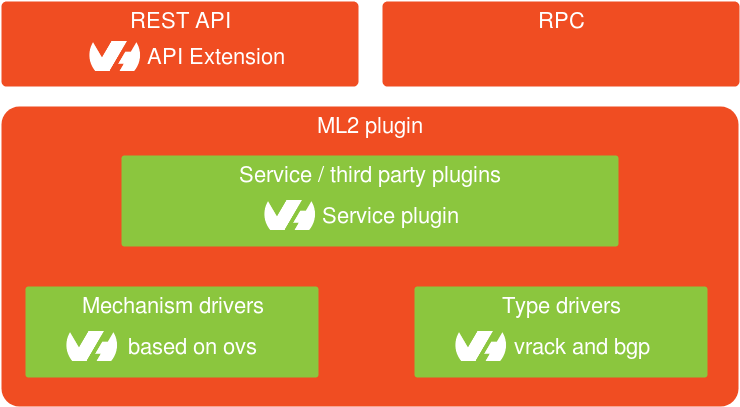 REST API
API Extension
RPC
ML2 plugin
Service / third party plugins
Service plugin
Mechanism drivers
based on ovs
Type drivers
vrack and bgp